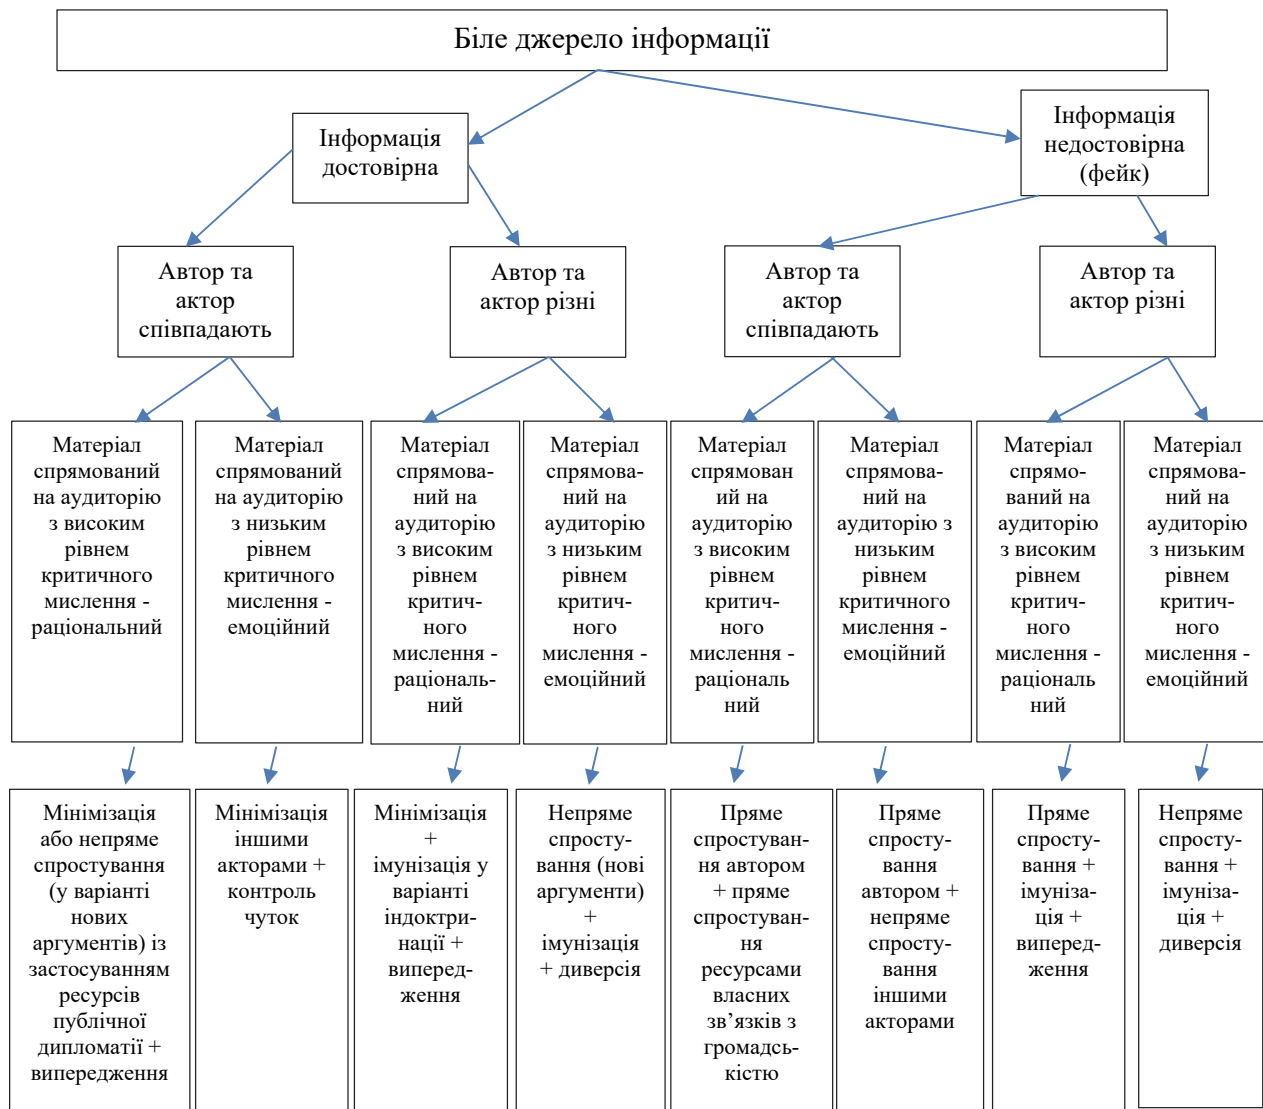 Біле джерело інформації
Інформація
достовірна
Інформація
недостовірна
(фейк)
Автор та
актор
співпадають
Автор та
актор різні
Автор та
актор
співпадають
Автор та
актор різні
Матеріал
спрямований
на аудиторію
з високим
рівнем
критичного
мислення -
раціональний
Матеріал
спрямований
на аудиторію
з низьким
рівнем
критичного
мислення -
емоційний
Матеріал
спрямова-
ний на
аудиторію
з високим
рівнем
критич-
ного
мислення -
раціональ-
ний
Матеріал
спрямова-
ний на
аудиторію
з низьким
рівнем
критич-
ного
мислення -
емоційний
Матеріал
спрямован
ий на
аудиторію
з високим
рівнем
критич-
ного
мислення -
раціональ
ний
Матеріал
спрямова-
ний на
аудиторію з
низьким
рівнем
критичного
мислення -
емоційний
Матеріал
спрямо-
ваний на
аудиторію
з високим
рівнем
критич-
ного
мислення -
раціональ
ний
Матеріал
спрямова-
ний на
аудиторію
з низьким
рівнем
критич-
ного
мислення -
емоційний
Мінімізація
або непряме
спростування
(у варіанті
нових
аргументів) із
застосуванням
ресурсів
публічної
дипломатії +
випередження
Мінімізація
іншими
акторами +
контроль
чуток
Мінімізація
+
імунізація у
варіанті
індоктри-
нації +
виперед-
ження
Непряме
спросту-
вання (нові
аргументи)
+
імунізація
+ диверсія
Пряме
спростуван-
ня автором
+ пряме
спростуван-
ня
ресурсами
власних
зв’язків з
громадсь-
кістю
Пряме
спросту-
вання
автором +
непряме
спросту-
вання
іншими
акторами
Пряме
спросту-
вання +
імуніза-
ція +
виперед-
ження
Непряме
спросту-
вання +
імуніза-
ція +
диверсія